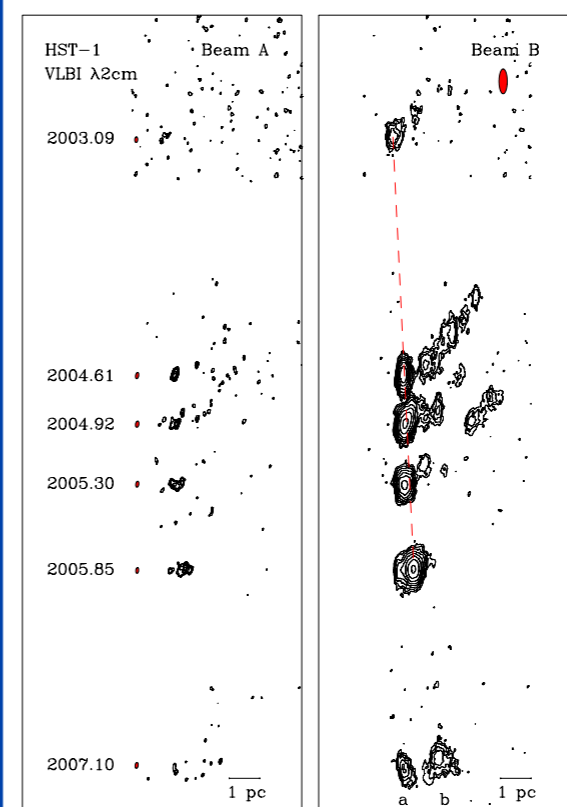 HST-1 Beam A
VLBI λ2cm
2003.09
2004.61
2004.92
2005.30
2005.85
2007.10
1 pc
Beam B
1 pc
a b